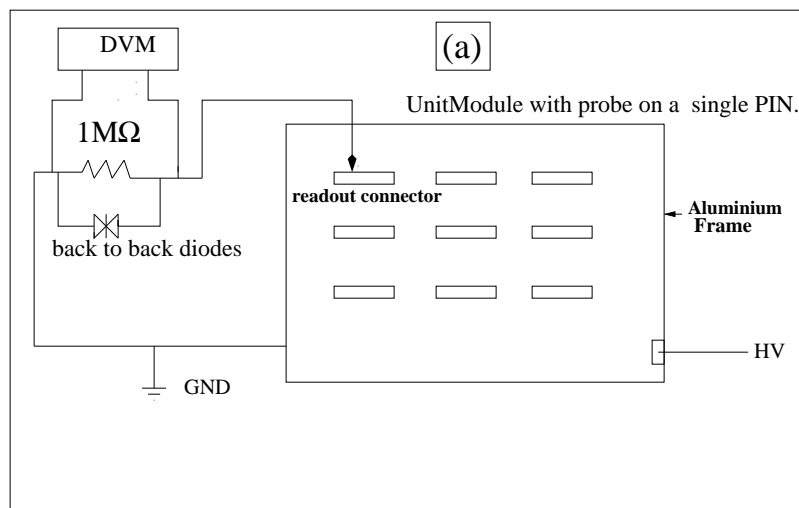 DVM
(a)
UnitModule with probe on a single PIN.
1MΩ
readout connector
Aluminium
Frame
back to back diodes
HV
GND